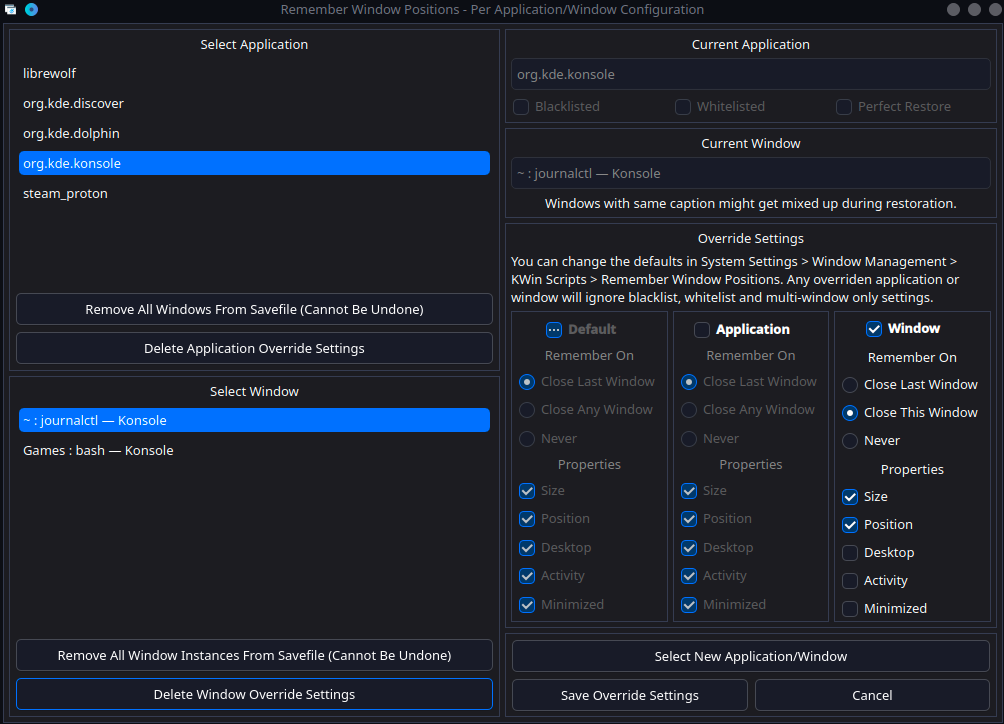 Remember Window Positions - Per Application/Window Configuration
Select Application
librewolf
org.kde.discover
org.kde.dolphin
org.kde.konsole
steam_proton
Remove All Windows From Savefile (Cannot Be Undone)
Delete Application Override Settings
Select Window
~ : journalctl — Konsole
Games : bash — Konsole
Remove All Window Instances From Savefile (Cannot Be Undone)
Delete Window Override Settings
Current Application
org.kde.konsole
Blacklisted
Whitelisted
Perfect Restore
Current Window
~ : journalctl — Konsole
Windows with same caption might get mixed up during restoration.
Override Settings
You can change the defaults in System Settings > Window Management >
KWin Scripts > Remember Window Positions. Any overriden application or
window will ignore blacklist, whitelist and multi-window only settings.
Default
Remember On
Close Last Window
Close Any Window
Never
Properties
Size
Position
Desktop
Activity
Minimized
Application
Remember On
Close Last Window
Close Any Window
Never
Properties
Size
Position
Desktop
Activity
Minimized
Window
Remember On
Close Last Window
Close This Window
Never
Properties
Size
Position
Desktop
Activity
Minimized
Select New Application/Window
Save Override Settings
Cancel